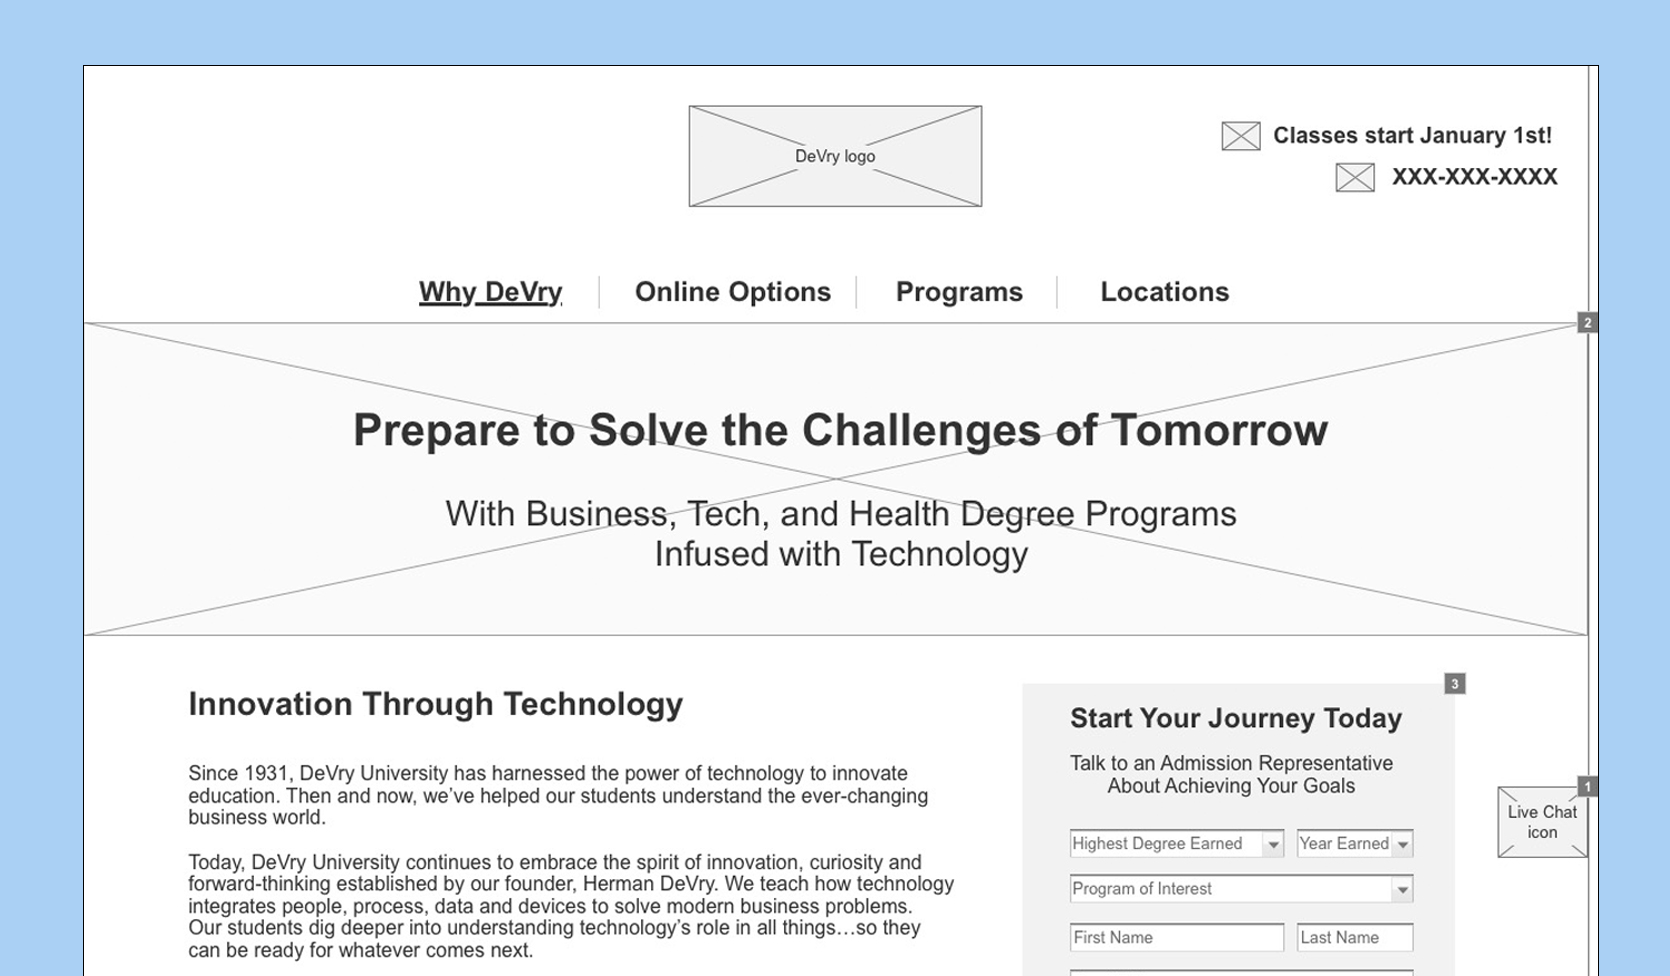 DeVry logo
Classes start January 1st!
XXX-XXX-XXXX
Why DeVry
Online Options
Programs
Locations
2
Prepare to Solve the Challenges of Tomorrow
With Business, Tech, and Health Degree Programs
Infused with Technology
Innovation Through Technology
Since 1931, DeVry University has harnessed the power of technology to innovate
education. Then and now, we’ve helped our students understand the ever-changing
business world.
Today, DeVry University continues to embrace the spirit of innovation, curiosity and
forward-thinking established by our founder, Herman DeVry. We teach how technology
integrates people, process, data and devices to solve modern business problems.
Our students dig deeper into understanding technology’s role in all things…so they
can be ready for whatever comes next.
3
Start Your Journey Today
Talk to an Admission Representative
About Achieving Your Goals
Highest Degree Earned
Year Earned
Program of Interest
First Name
Last Name
1
Live Chat
icon